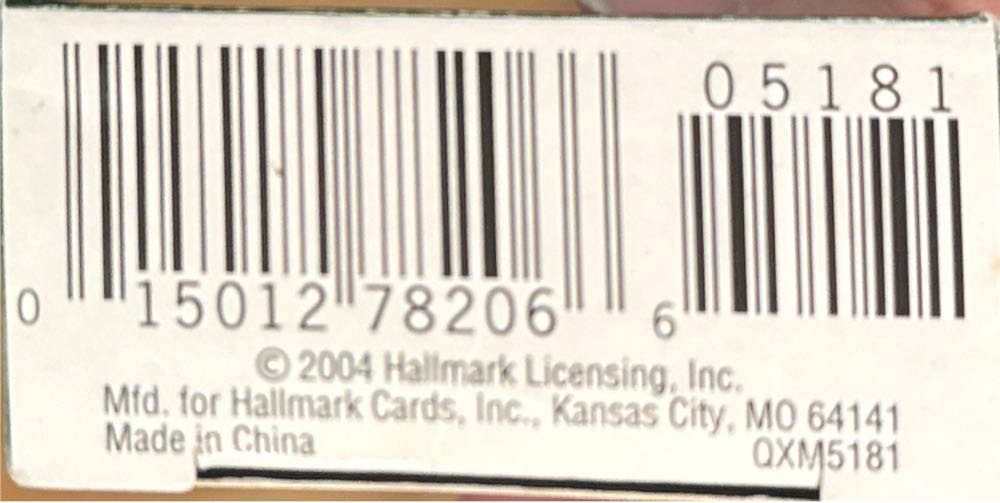 05181
0 15012 78206 6
© 2004 Hallmark Licensing, Inc.
Mfd. for Hallmark Cards, Inc., Kansas City, MO 64141
Made in China QXM5181